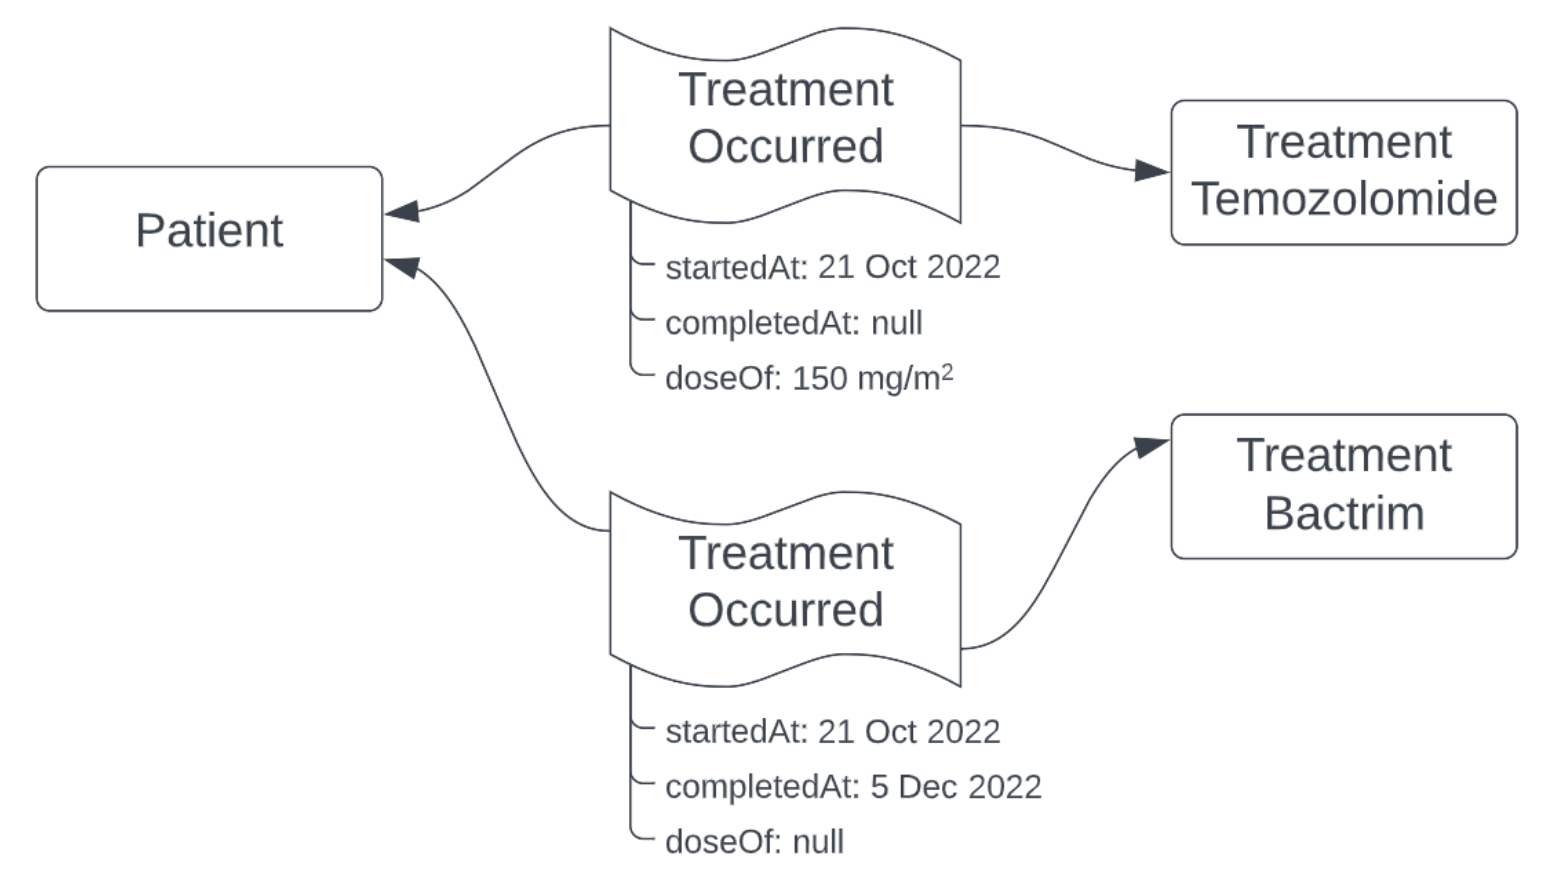 Patient
Treatment
Occurred
startedAt: 21 Oct 2022
completedAt: null
doseOf: 150 mg/m²
Treatment
Temozolomide
Treatment
Occurred
startedAt: 21 Oct 2022
completedAt: 5 Dec 2022
doseOf: null
Treatment
Bactrim